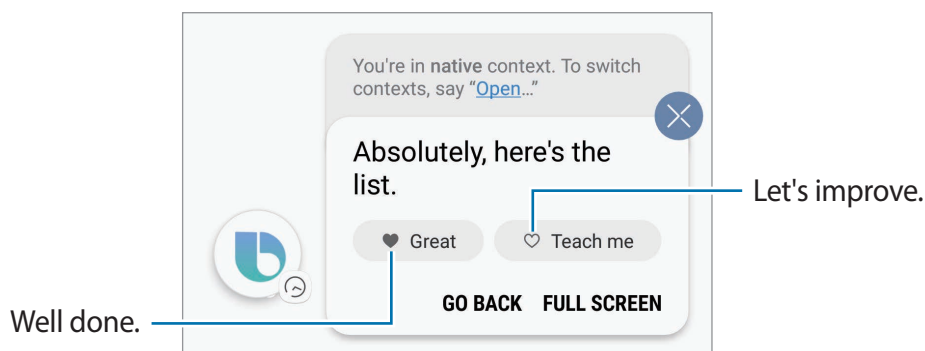 You're in native context. To switch
contexts, say “Open...”
Absolutely, here's the
list.
Let's improve.
Great
Teach me
GO BACK FULL SCREEN
Well done.